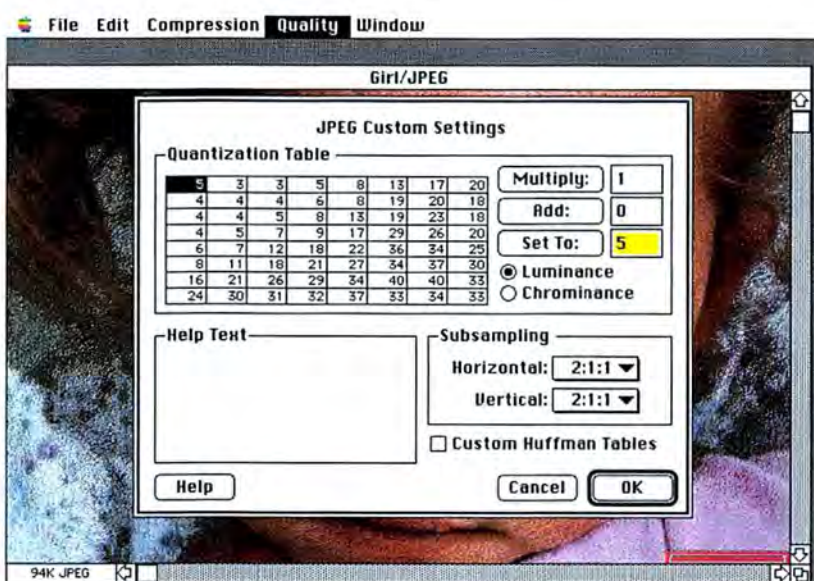 File Edit Compression Quality Window
Girl/JPEG
JPEG Custom Settings
Quantization Table
5 3 3 5 8 13 17 20
4 4 4 6 8 19 20 18
4 4 5 8 13 19 23 18
4 5 7 9 17 29 26 20
6 7 12 18 22 36 34 25
8 11 18 21 27 34 37 30
16 21 26 29 34 40 40 33
24 30 31 32 37 33 34 33
Multiply: 1
Add: 0
Set To: 5
Luminance
Chrominance
Help Text
Subsampling
Horizontal: 2:1:1
Vertical: 2:1:1
Custom Huffman Tables
Help
Cancel
OK
94K JPEG